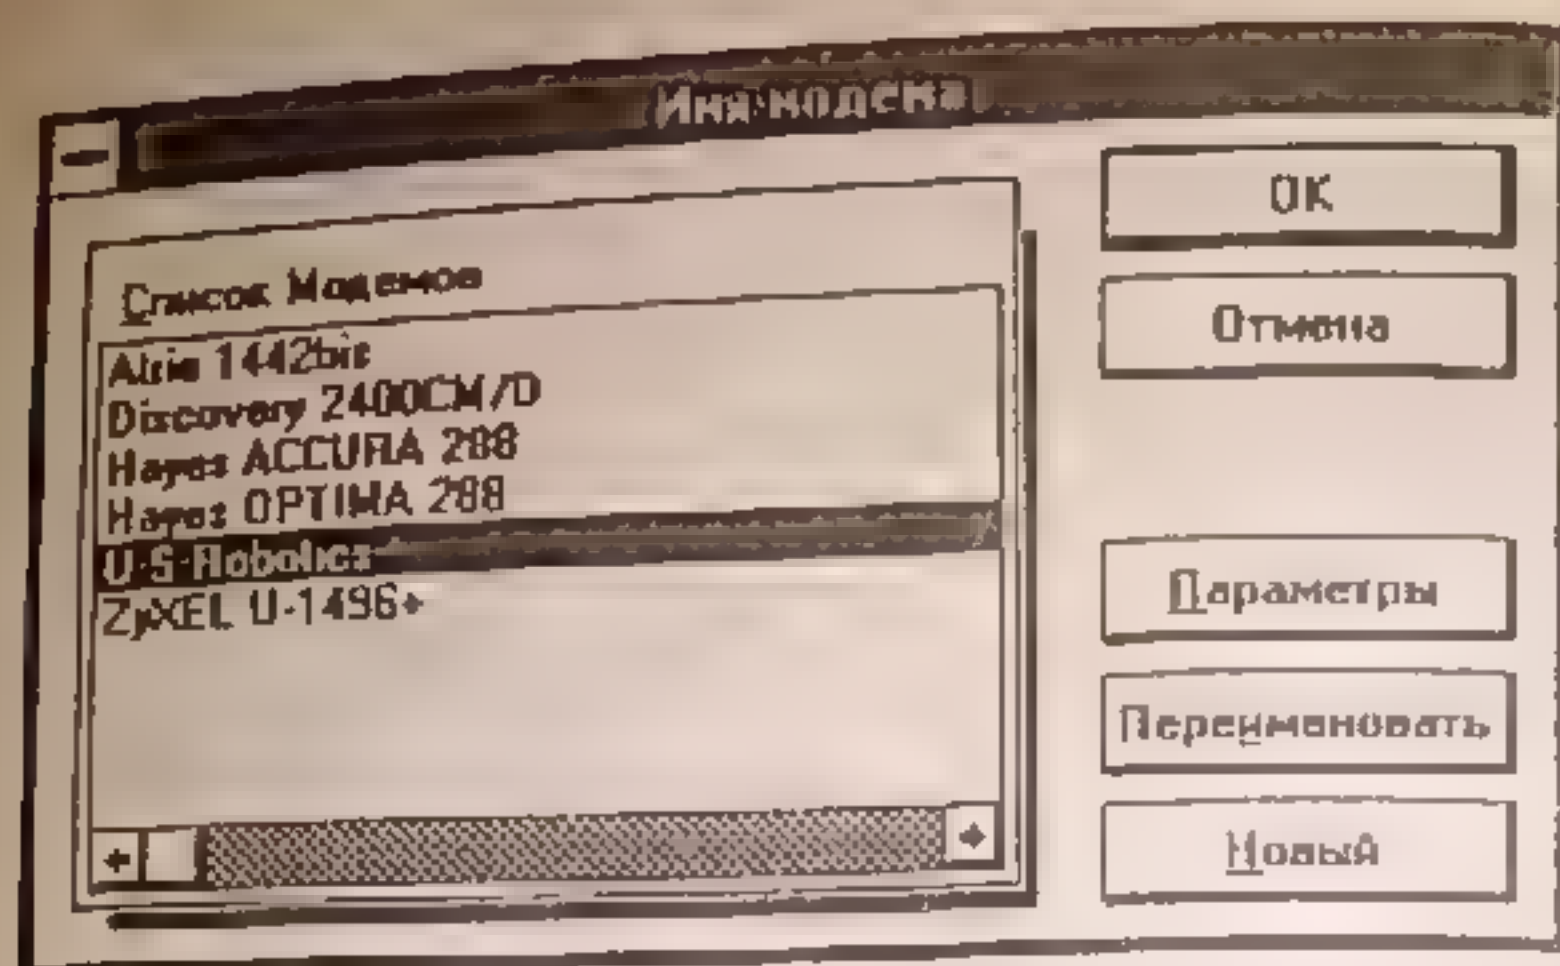 Имя модема
Список Модемов
1442bis
Discovery 2400CM/D
Hayes ACCURA 288
Hayes OPTIMA 288
U-S-Robotics
ZyXEL U-1496+
OK
Отмена
Параметры
Переименовать
Новый